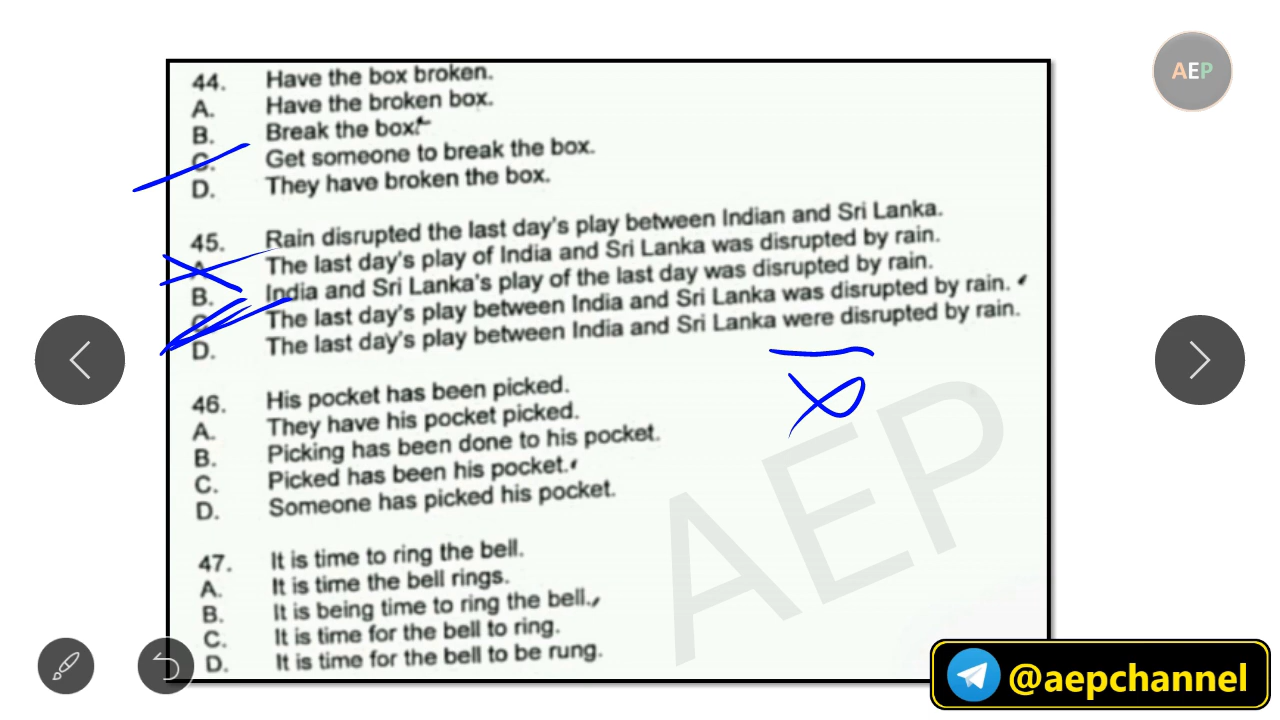 AEP
44. Have the box broken.
A. Have the broken box.
B. Break the box.
C. Get someone to break the box.
D. They have broken the box.
45. Rain disrupted the last day's play between Indian and Sri Lanka.
A. The last day's play of India and Sri Lanka was disrupted by rain.
B. India and Sri Lanka's play of the last day was disrupted by rain.
C. The last day's play between India and Sri Lanka was disrupted by rain.
D. The last day's play between India and Sri Lanka were disrupted by rain.
46. His pocket has been picked.
A. They have his pocket picked.
B. Picking has been done to his pocket.
C. Picked has been his pocket.
D. Someone has picked his pocket.
47. It is time to ring the bell.
A. It is time the bell rings.
B. It is being time to ring the bell.
C. It is time for the bell to ring.
D. It is time for the bell to be rung.
AEP
@aepchannel